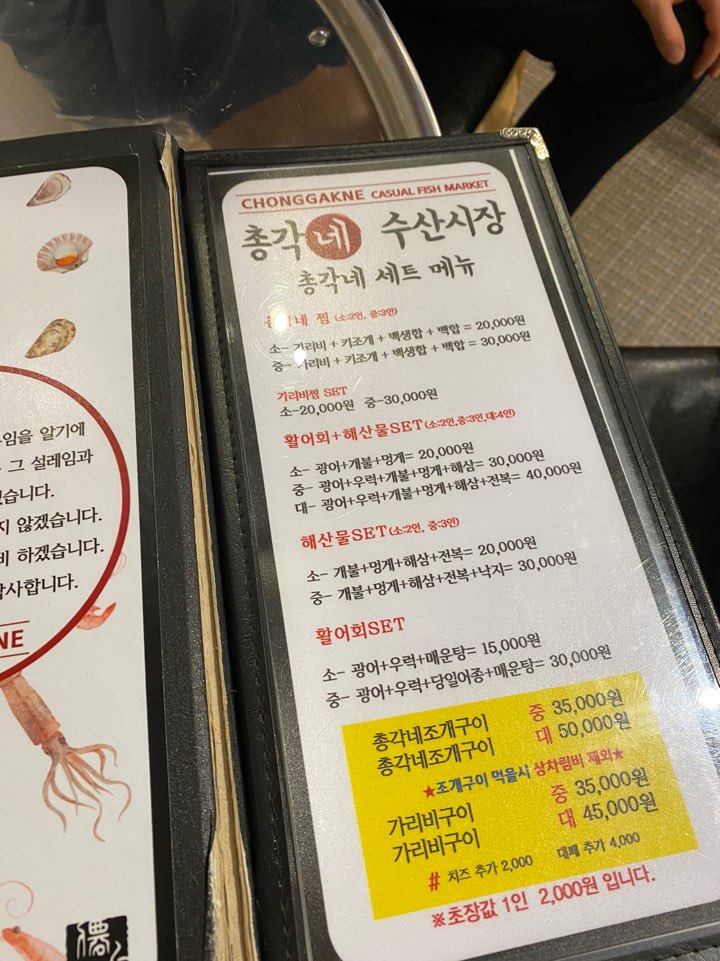 임을 알기에
그 설레임과
습니다.
지 않겠습니다.
비 하겠습니다.
감사합니다.
NE
CHONGGAKNE CASUAL FISH MARKET
총각네 수산시장
총각네 세트 메뉴
네 찜 (소:2인, 중:3인)
소- 가리비 + 키조개 + 백생합 + 백합 = 20,000원
중- 가리비 + 키조개 + 백생합 + 백합 = 30,000원
가리비찜 SET
소-20,000원 중-30,000원
활어회+해산물SET(소:2인,중:3인,대:4인)
소- 광어+개불+멍게= 20,000원
중- 광어+우럭+개불+멍게+해삼= 30,000원
대- 광어+우럭+개불+멍게+해삼+전복= 40,000원
해산물SET(소:2인, 중:3인)
소- 개불+멍게+해삼+전복= 20,000원
중- 개불+멍게+해삼+전복+낙지= 30,000원
활어회SET
소- 광어+우럭+매운탕= 15,000원
중- 광어+우럭+당일어종+매운탕= 30,000원
총각네조개구이 중 35,000원
총각네조개구이 대 50,000원
★조개구이 먹을시 상차림비 제외★
가리비구이 중 35,000원
가리비구이 대 45,000원
# 치즈 추가 2,000 대패 추가 4,000
※초장값 1인 2,000원 입니다.